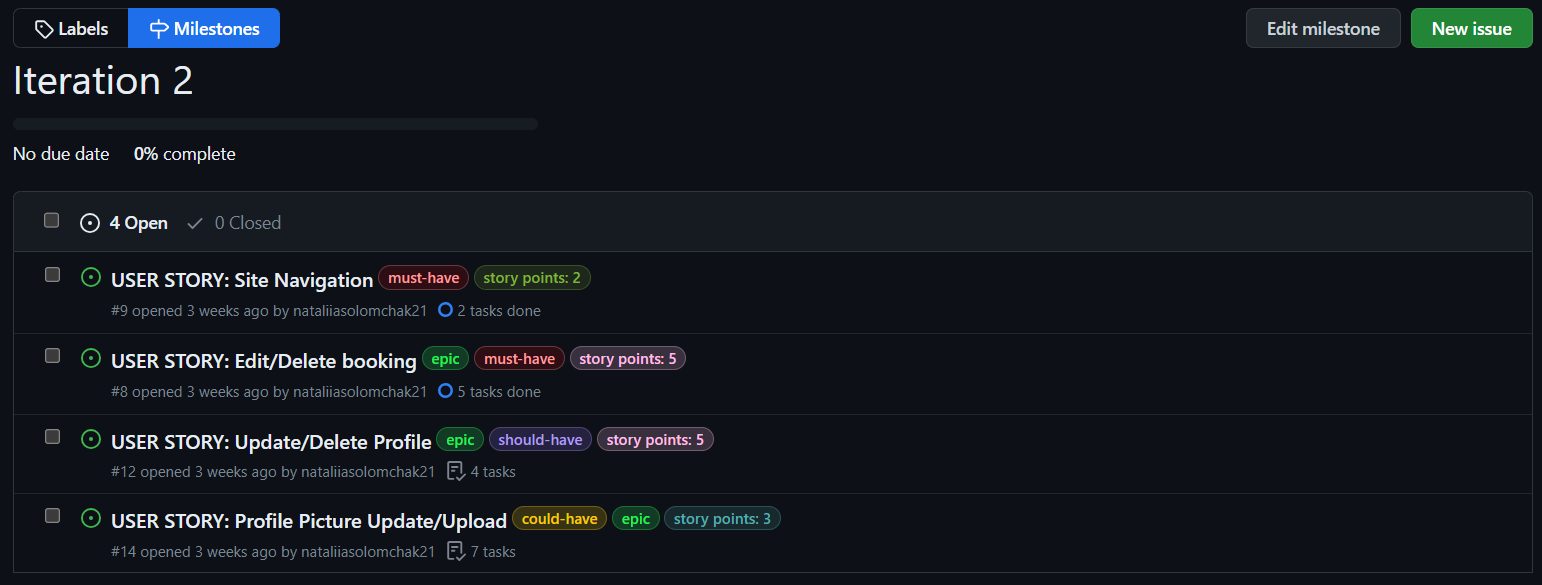 Labels Milestones Edit milestone New issue
Iteration 2
No due date 0% complete
4 Open 0 Closed
USER STORY: Site Navigation must-have story points: 2
#9 opened 3 weeks ago by nataliiasolomchak21 2 tasks done
USER STORY: Edit/Delete booking epic must-have story points: 5
#8 opened 3 weeks ago by nataliiasolomchak21 5 tasks done
USER STORY: Update/Delete Profile epic should-have story points: 5
#12 opened 3 weeks ago by nataliiasolomchak21 4 tasks
USER STORY: Profile Picture Update/Upload could-have epic story points: 3
#14 opened 3 weeks ago by nataliiasolomchak21 7 tasks